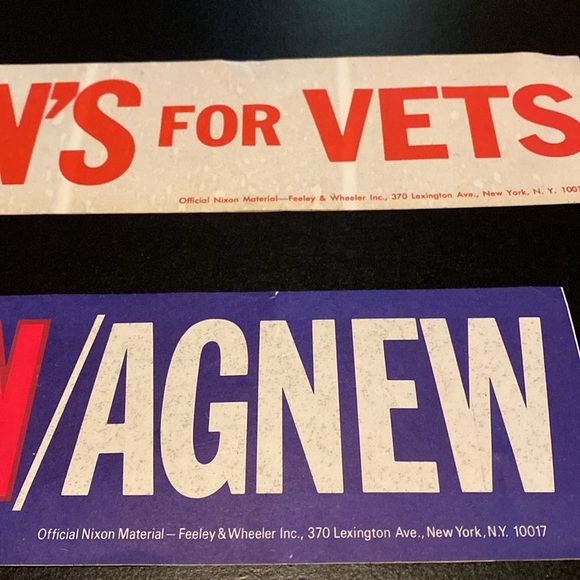 N'S FOR VETS
Official Nixon Material—Feeley & Wheeler Inc., 370 Lexington Ave., New York, N. Y. 1001
N/AGNEW
Official Nixon Material — Feeley & Wheeler Inc., 370 Lexington Ave., New York, N.Y. 10017